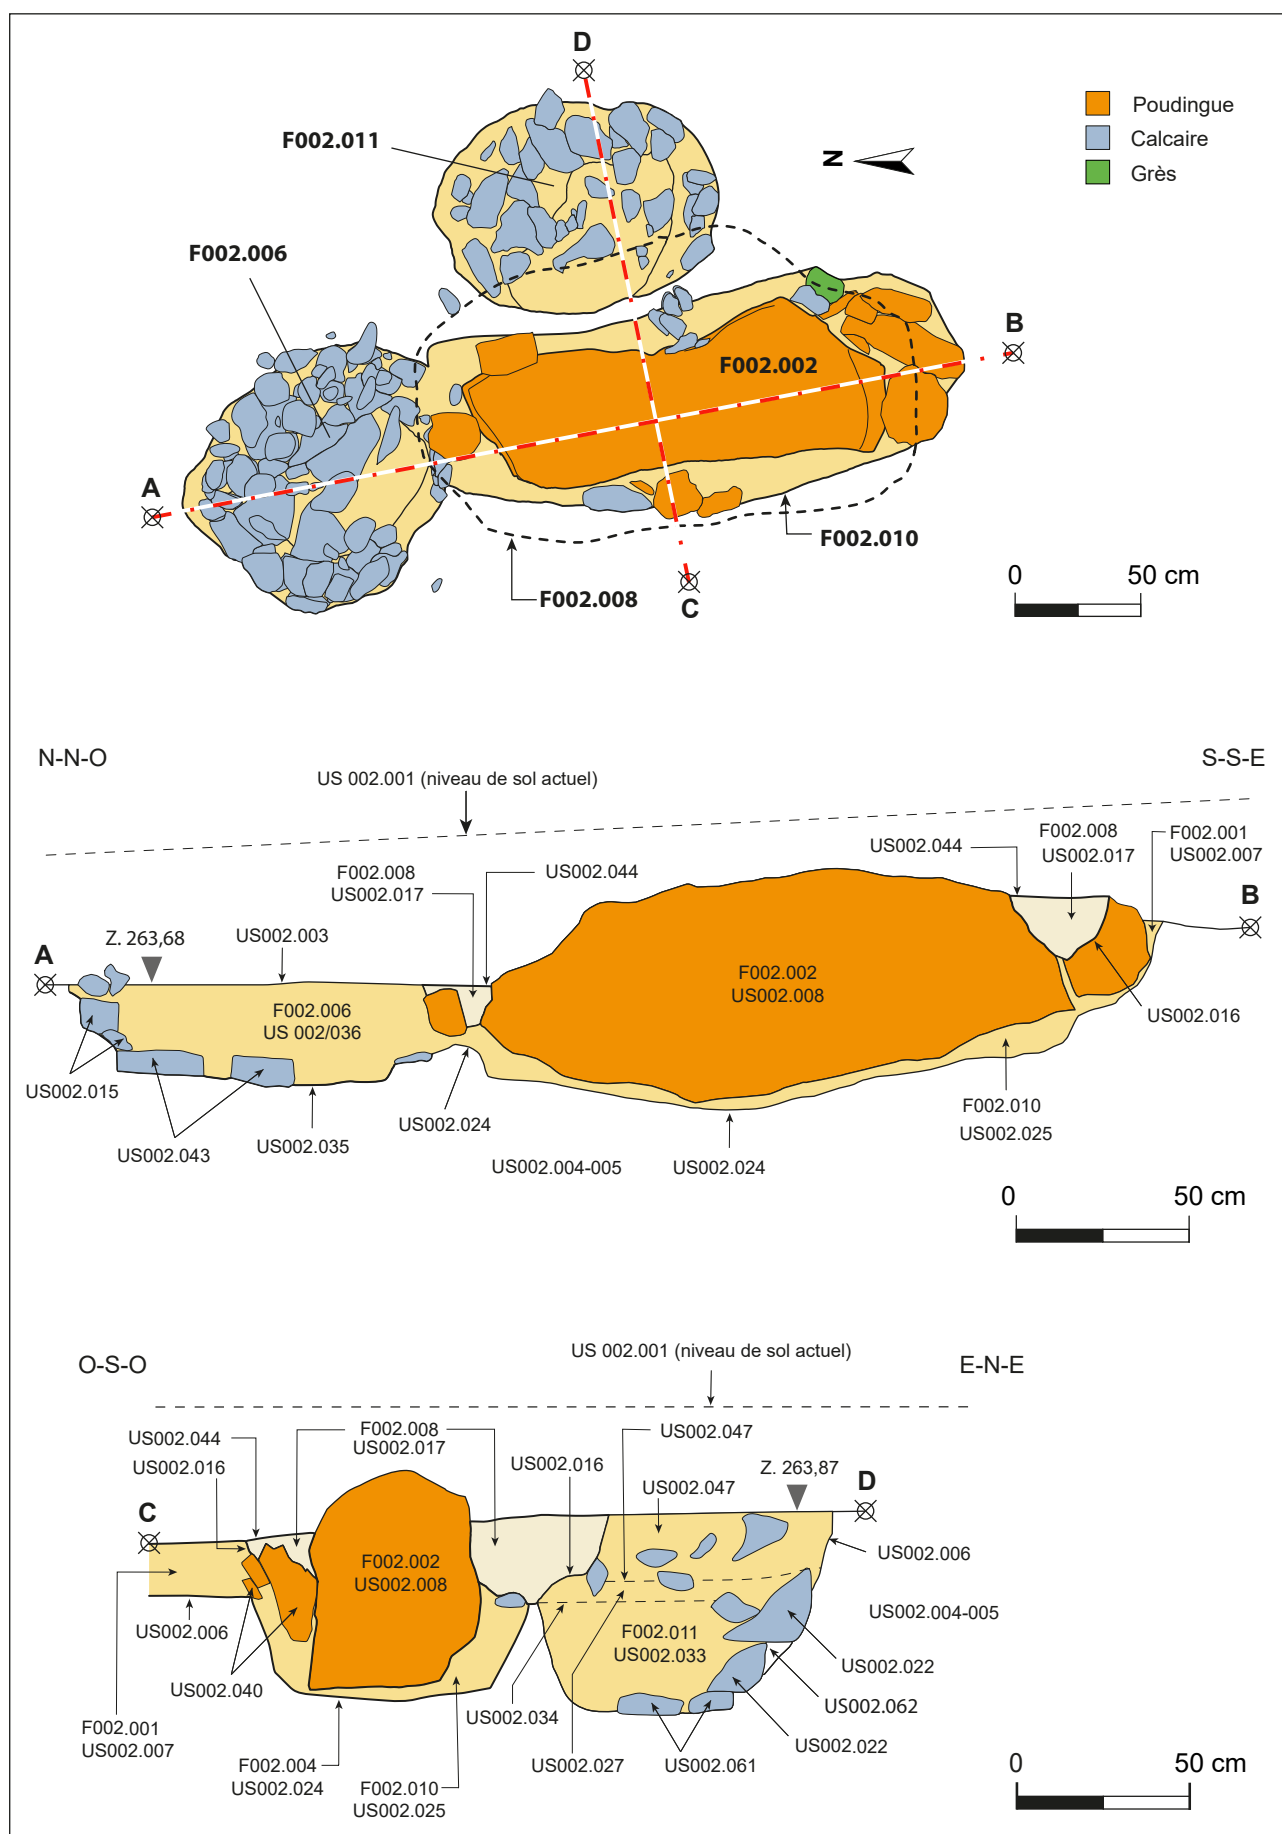 D
Poudingue
Calcaire
Grès
F002.011
N
F002.006
B
F002.002
A
F002.010
F002.008
C
0 50 cm
N-N-O
S-S-E
US 002.001 (niveau de sol actuel)
F002.008
US002.017
US002.044
US002.044
F002.008
US002.017
F002.001
US002.007
A
Z. 263,68
US002.003
B
F002.002
US002.008
F002.006
US 002/036
US002.016
US002.015
US002.043
US002.035
US002.024
US002.004-005
US002.024
F002.010
US002.025
0 50 cm
O-S-O
E-N-E
US 002.001 (niveau de sol actuel)
US002.044
US002.016
F002.008
US002.017
US002.016
US002.047
US002.047
Z. 263,87
C
D
F002.002
US002.008
US002.006
US002.004-005
F002.011
US002.033
US002.006
US002.040
US002.022
US002.062
US002.034
US002.022
F002.001
US002.007
F002.004
US002.024
F002.010
US002.025
US002.027
US002.061
0 50 cm